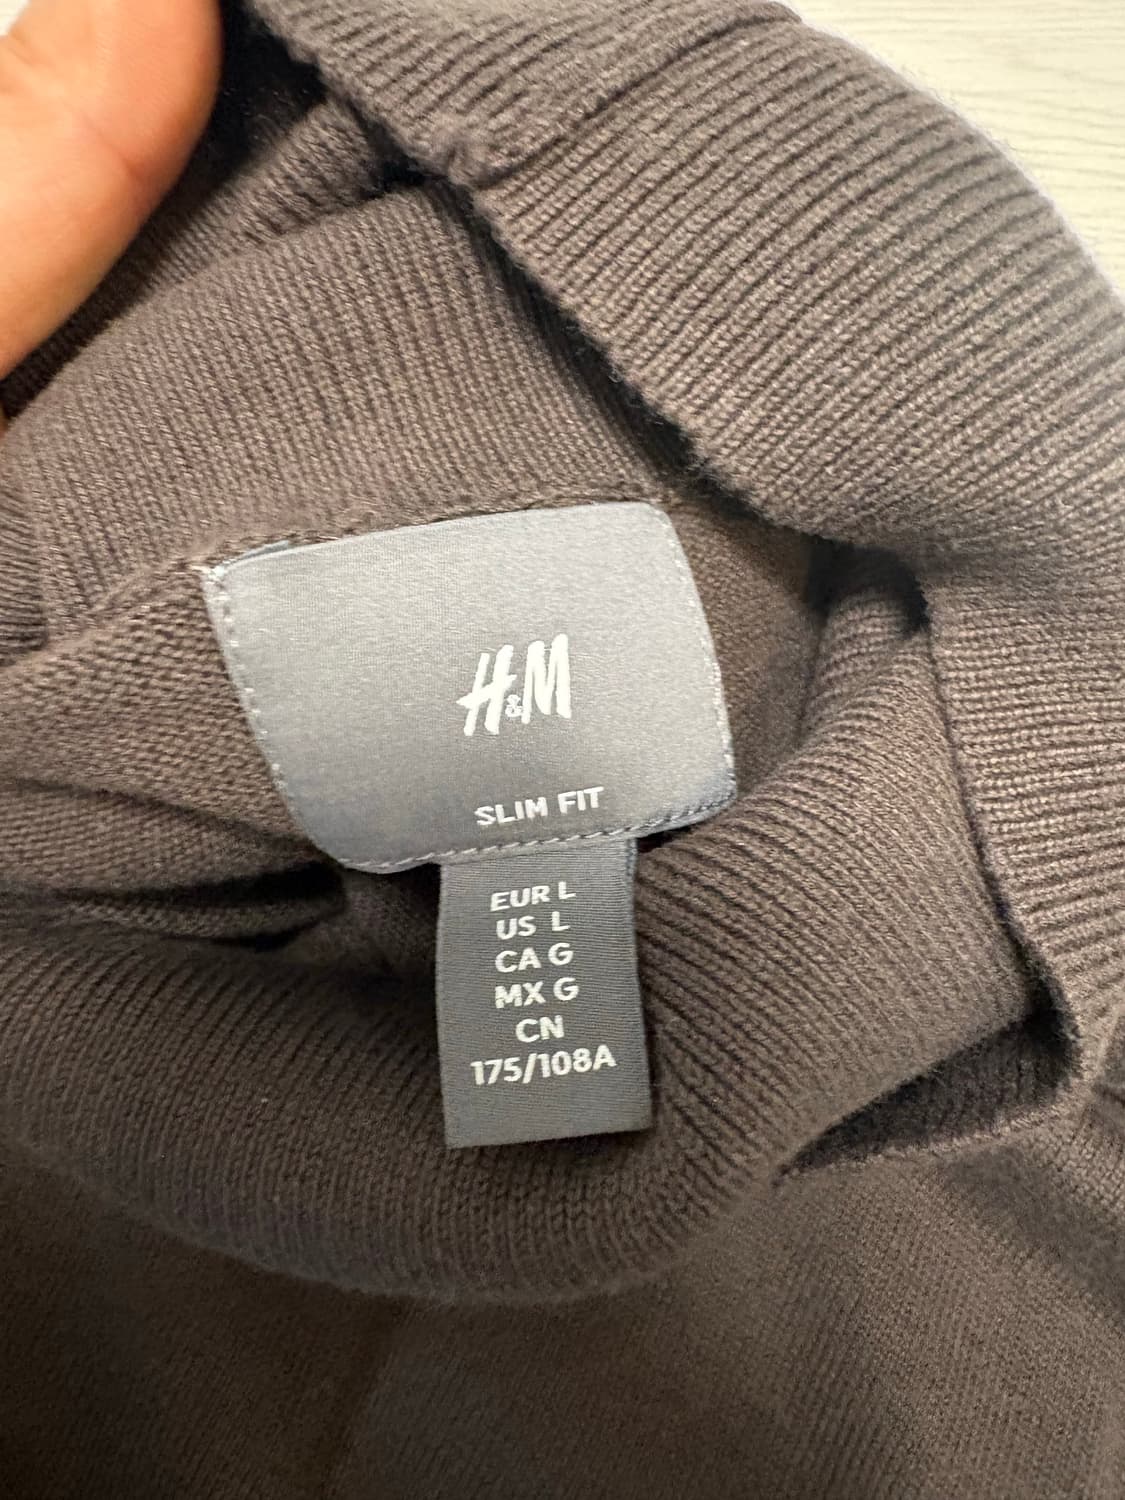 H&M
SLIM FIT
EUR L
US L
CA G
MX G
CN
175/108A